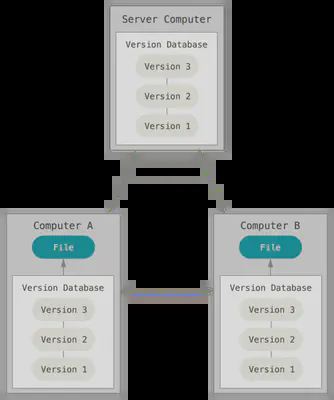 Server Computer
Version Database
Version 3
Version 2
Version 1
Computer A
File
Version Database
Version 3
Version 2
Version 1
Computer B
File
Version Database
Version 3
Version 2
Version 1